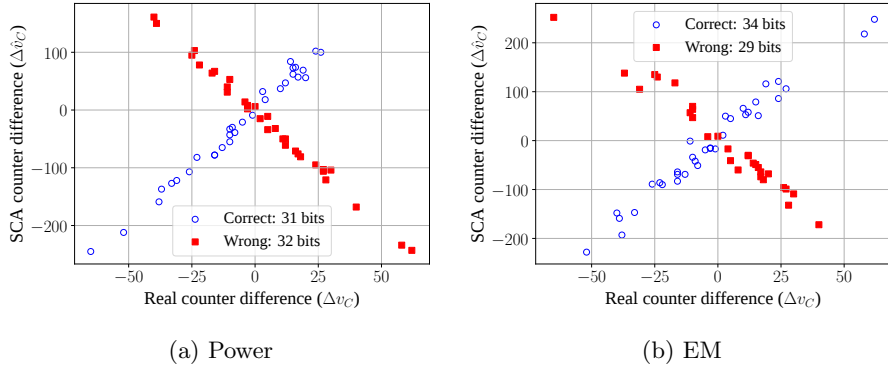 100
0
−100
−200
SCA counter difference (Δv̂_C)
Correct: 31 bits
Wrong: 32 bits
−50
−25
0
25
50
Real counter difference (Δv_C)
(a) Power
200
100
0
−100
−200
SCA counter difference (Δv̂_C)
Correct: 34 bits
Wrong: 29 bits
−50
−25
0
25
50
Real counter difference (Δv_C)
(b) EM